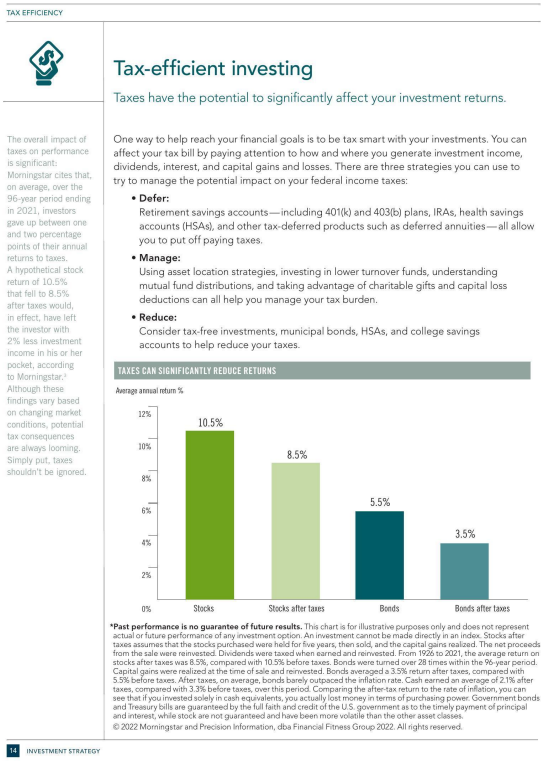 TAX EFFICIENCY
Tax-efficient investing
Taxes have the potential to significantly affect your investment returns.
The overall impact of
taxes on performance
is significant:
Morningstar cites that,
on average, over the
96-year period ending
in 2021, investors
gave up between one
and two percentage
points of their annual
returns to taxes.
A hypothetical stock
return of 10.5%
that fell to 8.5%
after taxes would,
in effect, have left
the investor with
2% less investment
income in his or her
pocket, according
to Morningstar.
Although these
findings vary based
on changing market
conditions, potential
tax consequences
are always looming.
Simply put, taxes
shouldn't be ignored.
One way to help reach your financial goals is to be tax smart with your investments. You can
affect your tax bill by paying attention to how and where you generate investment income,
dividends, interest, and capital gains and losses. There are three strategies you can use to
try to manage the potential impact on your federal income taxes:
• Defer:
Retirement savings accounts—including 401(k) and 403(b) plans, IRAs, health savings
accounts (HSAs), and other tax-deferred products such as deferred annuities—all allow
you to put off paying taxes.
• Manage:
Using asset location strategies, investing in lower turnover funds, understanding
mutual fund distributions, and taking advantage of charitable gifts and capital loss
deductions can all help you manage your tax burden.
• Reduce:
Consider tax-free investments, municipal bonds, HSAs, and college savings
accounts to help reduce your taxes.
TAXES CAN SIGNIFICANTLY REDUCE RETURNS
Average annual return %
12%
10%
8%
6%
4%
2%
0%
10.5%
8.5%
5.5%
3.5%
Stocks
Stocks after taxes
Bonds
Bonds after taxes
*Past performance is no guarantee of future results. This chart is for illustrative purposes only and does not represent
actual or future performance of any investment option. An investment cannot be made directly in an index. Stocks after
taxes assumes that the stocks purchased were held for five years, then sold, and the capital gains realized. The net proceeds
from the sale were reinvested. Dividends were taxed when earned and reinvested. From 1926 to 2021, the average return on
stocks after taxes was 8.5%, compared with 10.5% before taxes. Bonds were turned over 28 times within the 96-year period.
Capital gains were realized at the time of sale and reinvested. Bonds averaged a 3.5% return after taxes, compared with
5.5% before taxes. After taxes, on average, bonds barely outpaced the inflation rate. Cash earned an average of 2.1% after
taxes, compared with 3.3% before taxes, over this period. Comparing the after-tax return to the rate of inflation, you can
see that if you invested solely in cash equivalents, you actually lost money in terms of purchasing power. Government bonds
and Treasury bills are guaranteed by the full faith and credit of the U.S. government as to the timely payment of principal
and interest, while stock are not guaranteed and have been more volatile than the other asset classes.
© 2022 Morningstar and Precision Information, dba Financial Fitness Group 2022. All rights reserved.
14 INVESTMENT STRATEGY